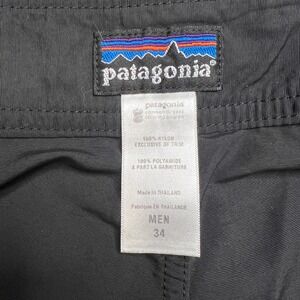 patagonia®
patagonia
100% NYLON
EXCLUSIVE OF TRIM
100% POLYAMIDE
À PART LA GARNITURE
Made in THAILAND
Fabriqué en THAÏLANDE
MEN
34